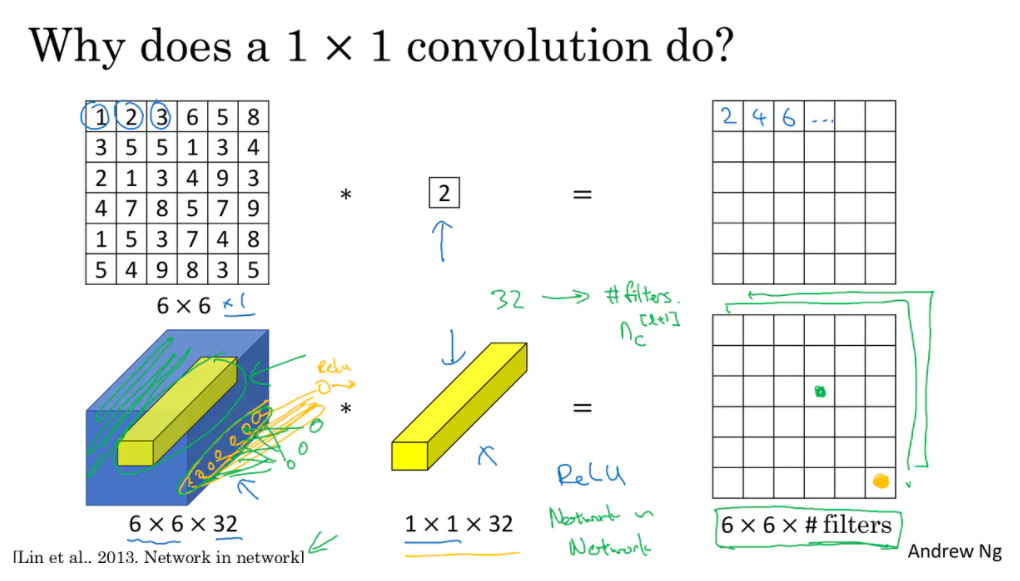 Why does a 1 × 1 convolution do?
1 2 3 6 5 8
3 5 5 1 3 4
2 1 3 4 9 3
4 7 8 5 7 9
1 5 3 7 4 8
5 4 9 8 3 5
6 × 6 ×1
*
2
=
2 4 6 ...
32 → # filters.
n_c^[l+1]
ReLU
*
=
ReLU
Network in
Network
6 × 6 × 32
1 × 1 × 32
6 × 6 × # filters
[Lin et al., 2013. Network in network]
Andrew Ng